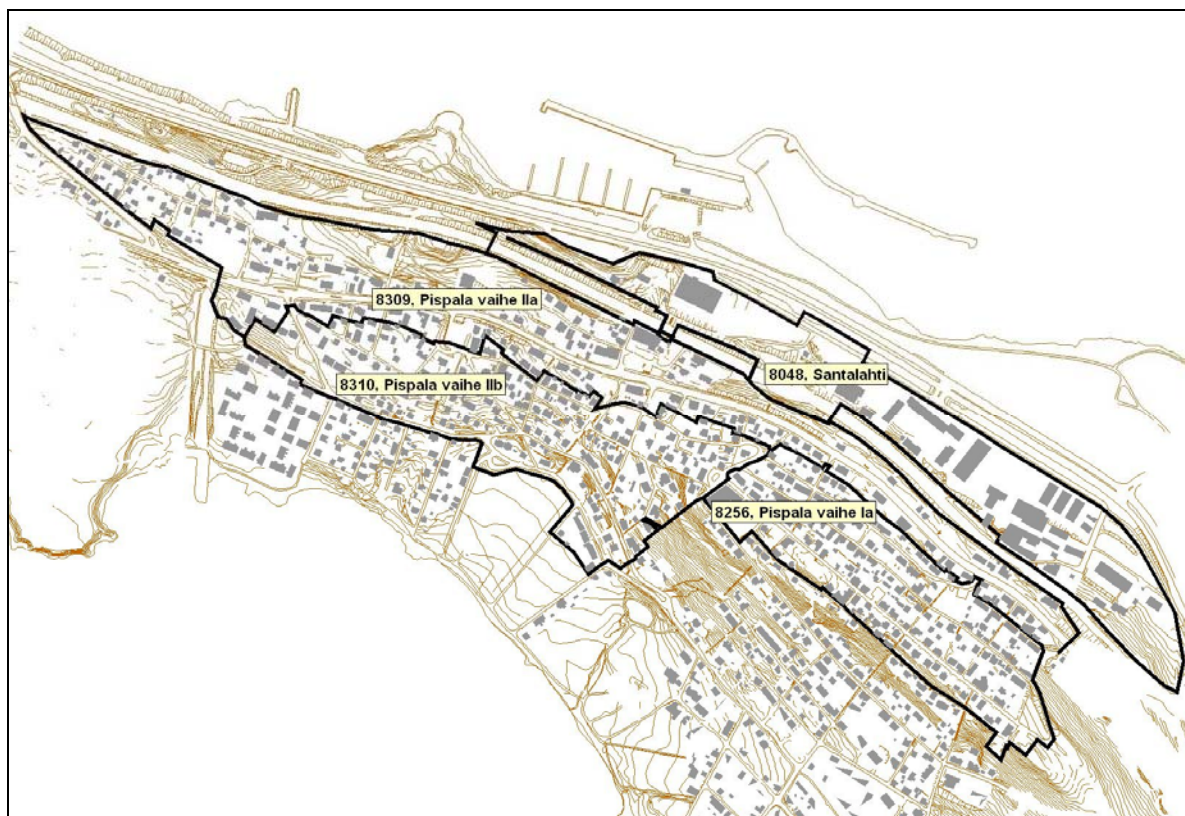 8309, Pispala vaihe IIa
8048, Santalahti
8310, Pispala vaihe IIb
8256, Pispala vaihe Ia